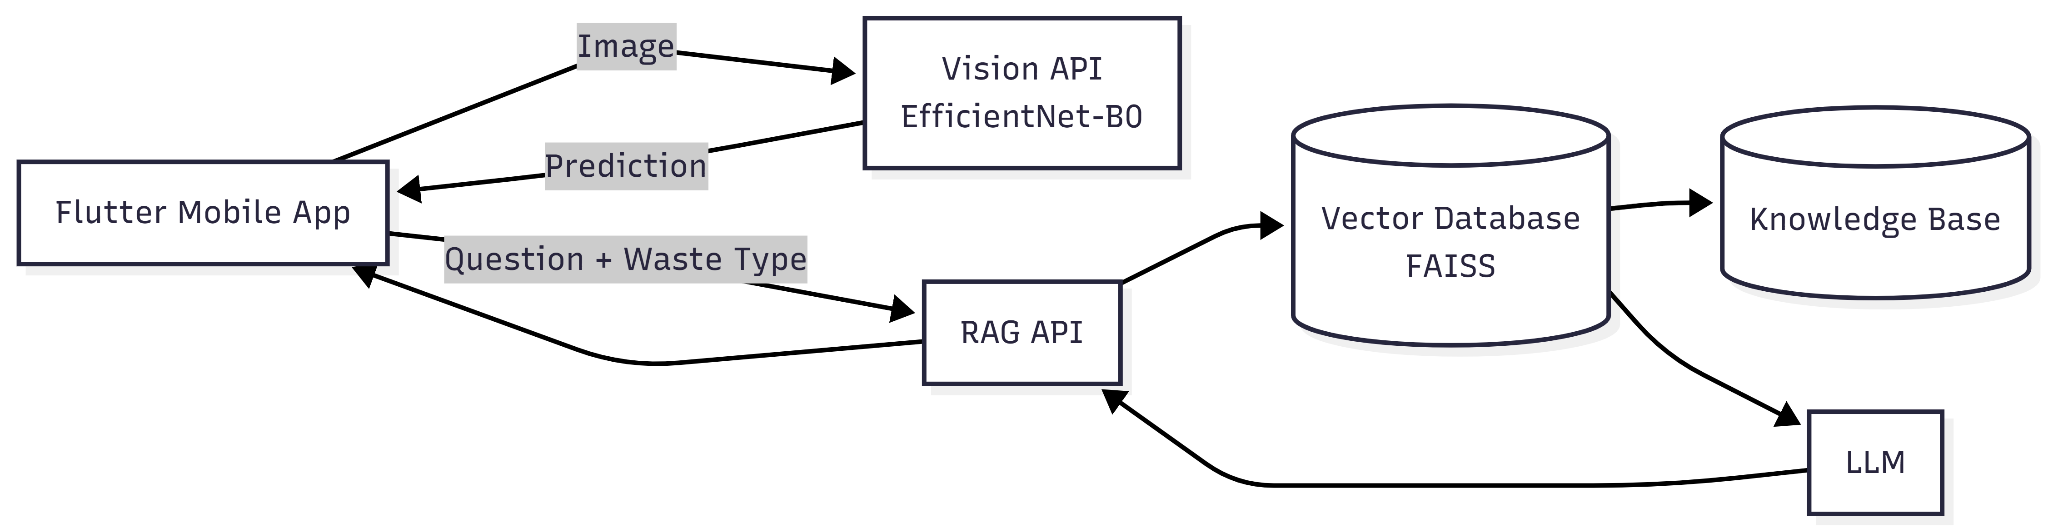 Image
Vision API
EfficientNet-B0
Prediction
Flutter Mobile App
Question + Waste Type
RAG API
Vector Database
FAISS
Knowledge Base
LLM